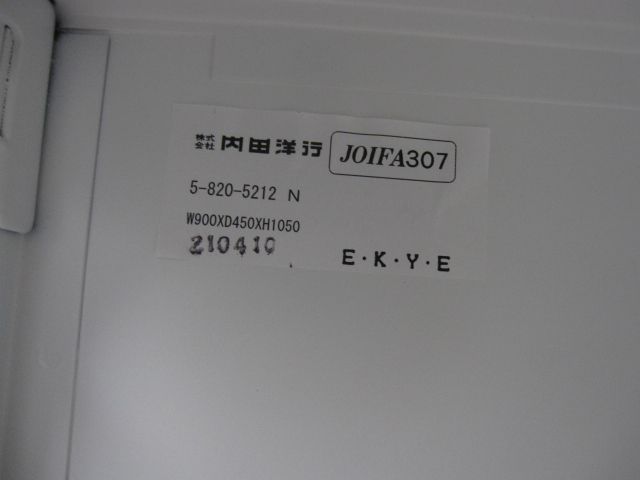 株式会社 内田洋行 JOIFA307
5-820-5212 N
W900XD450XH1050
210410
E・K・Y・E